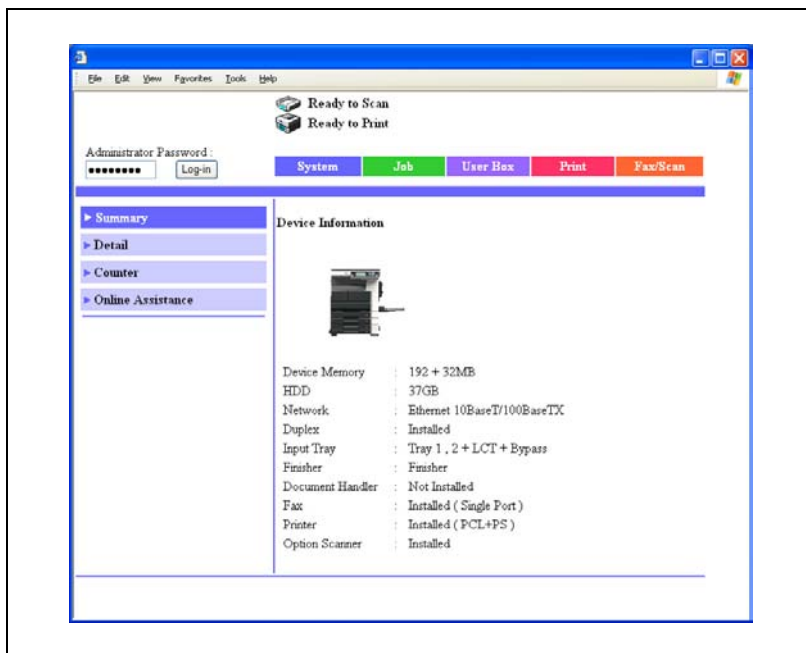 File Edit View Favorites Tools Help
Ready to Scan
Ready to Print
Administrator Password :
•••••••• Log-in
System Job User Box Print Fax/Scan
Summary
Detail
Counter
Online Assistance
Device Information
Device Memory : 192 + 32MB
HDD : 37GB
Network : Ethernet 10BaseT/100BaseTX
Duplex : Installed
Input Tray : Tray 1 , 2 + LCT + Bypass
Finisher : Finisher
Document Handler : Not Installed
Fax : Installed ( Single Port )
Printer : Installed ( PCL+PS )
Option Scanner : Installed